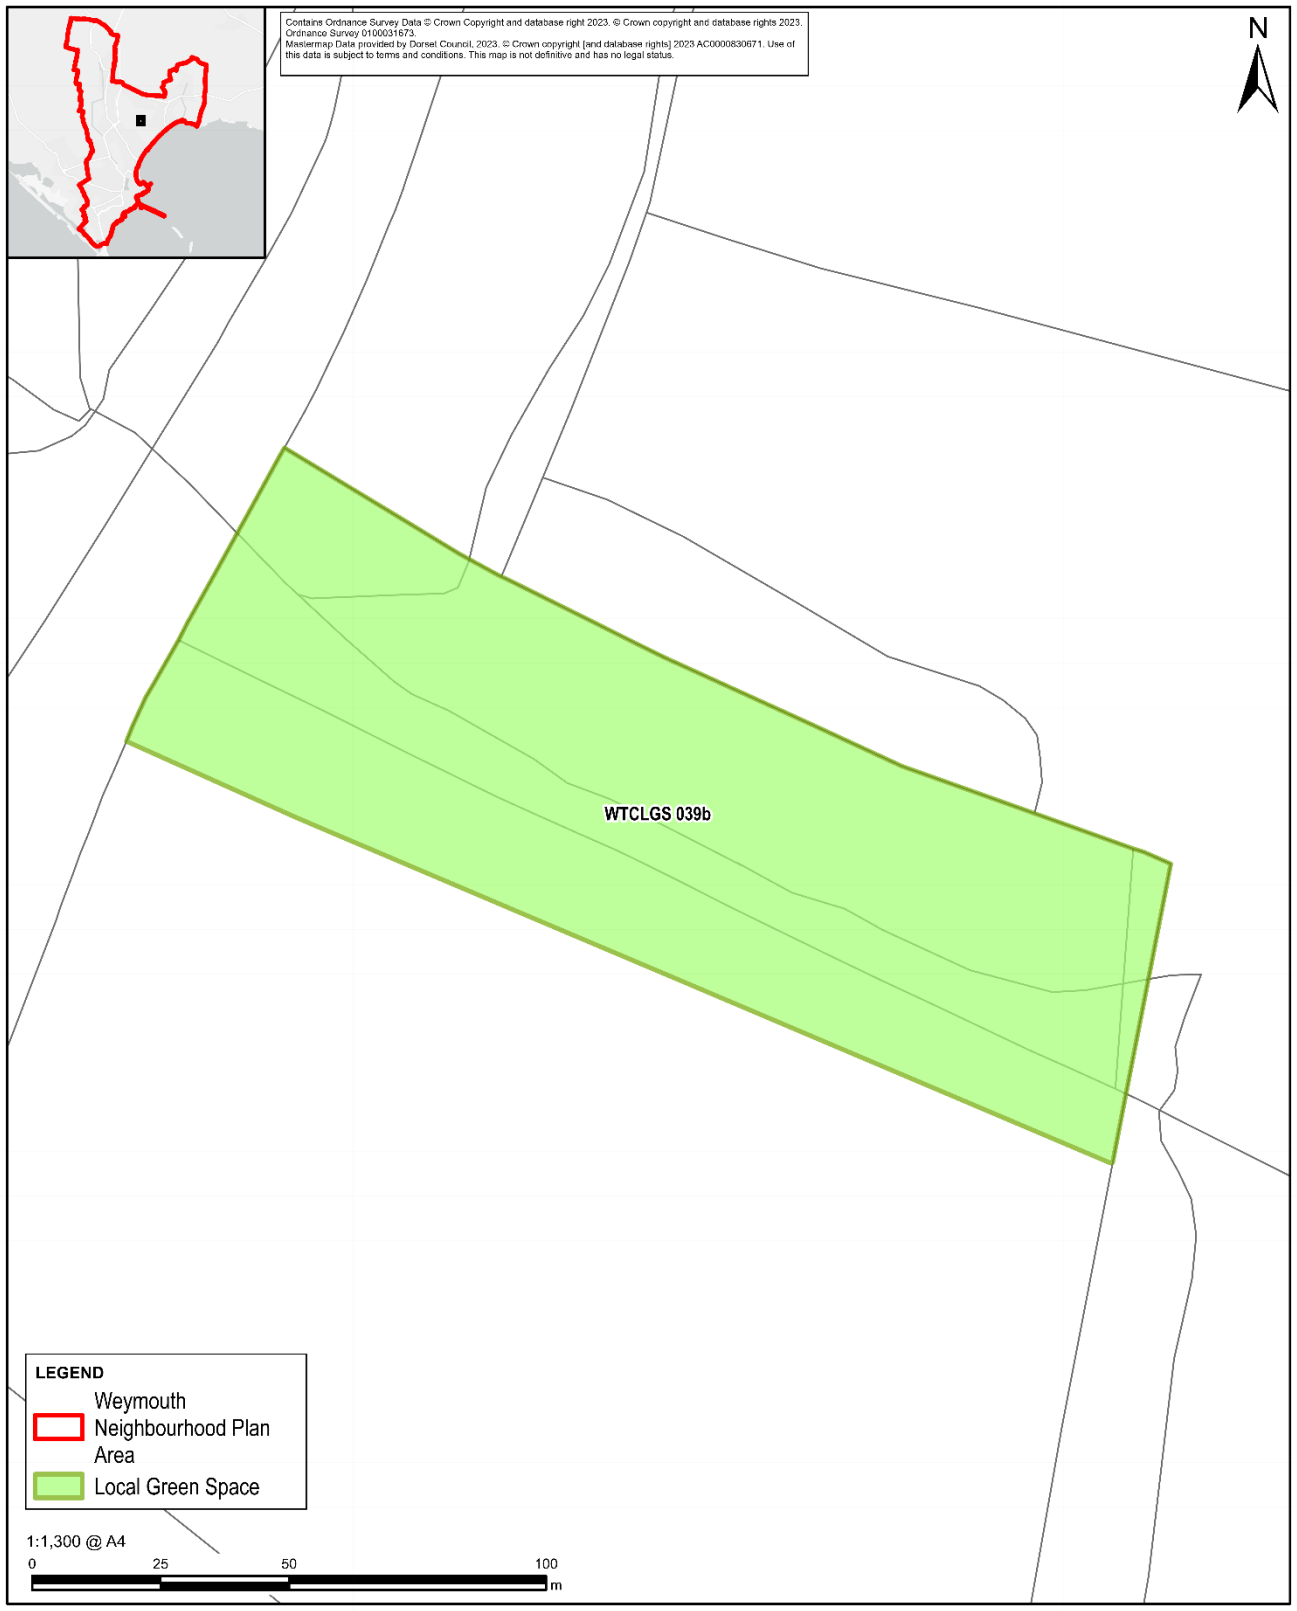 Contains Ordnance Survey Data © Crown Copyright and database right 2023. © Crown copyright and database rights 2023.
Ordnance Survey 0100031673.
Mastermap Data provided by Dorset Council, 2023. © Crown copyright [and database rights] 2023 AC0000830671. Use of
this data is subject to terms and conditions. This map is not definitive and has no legal status.
N
WTCLGS 039b
LEGEND
Weymouth
Neighbourhood Plan
Area
Local Green Space
1:1,300 @ A4
0 25 50 100
m